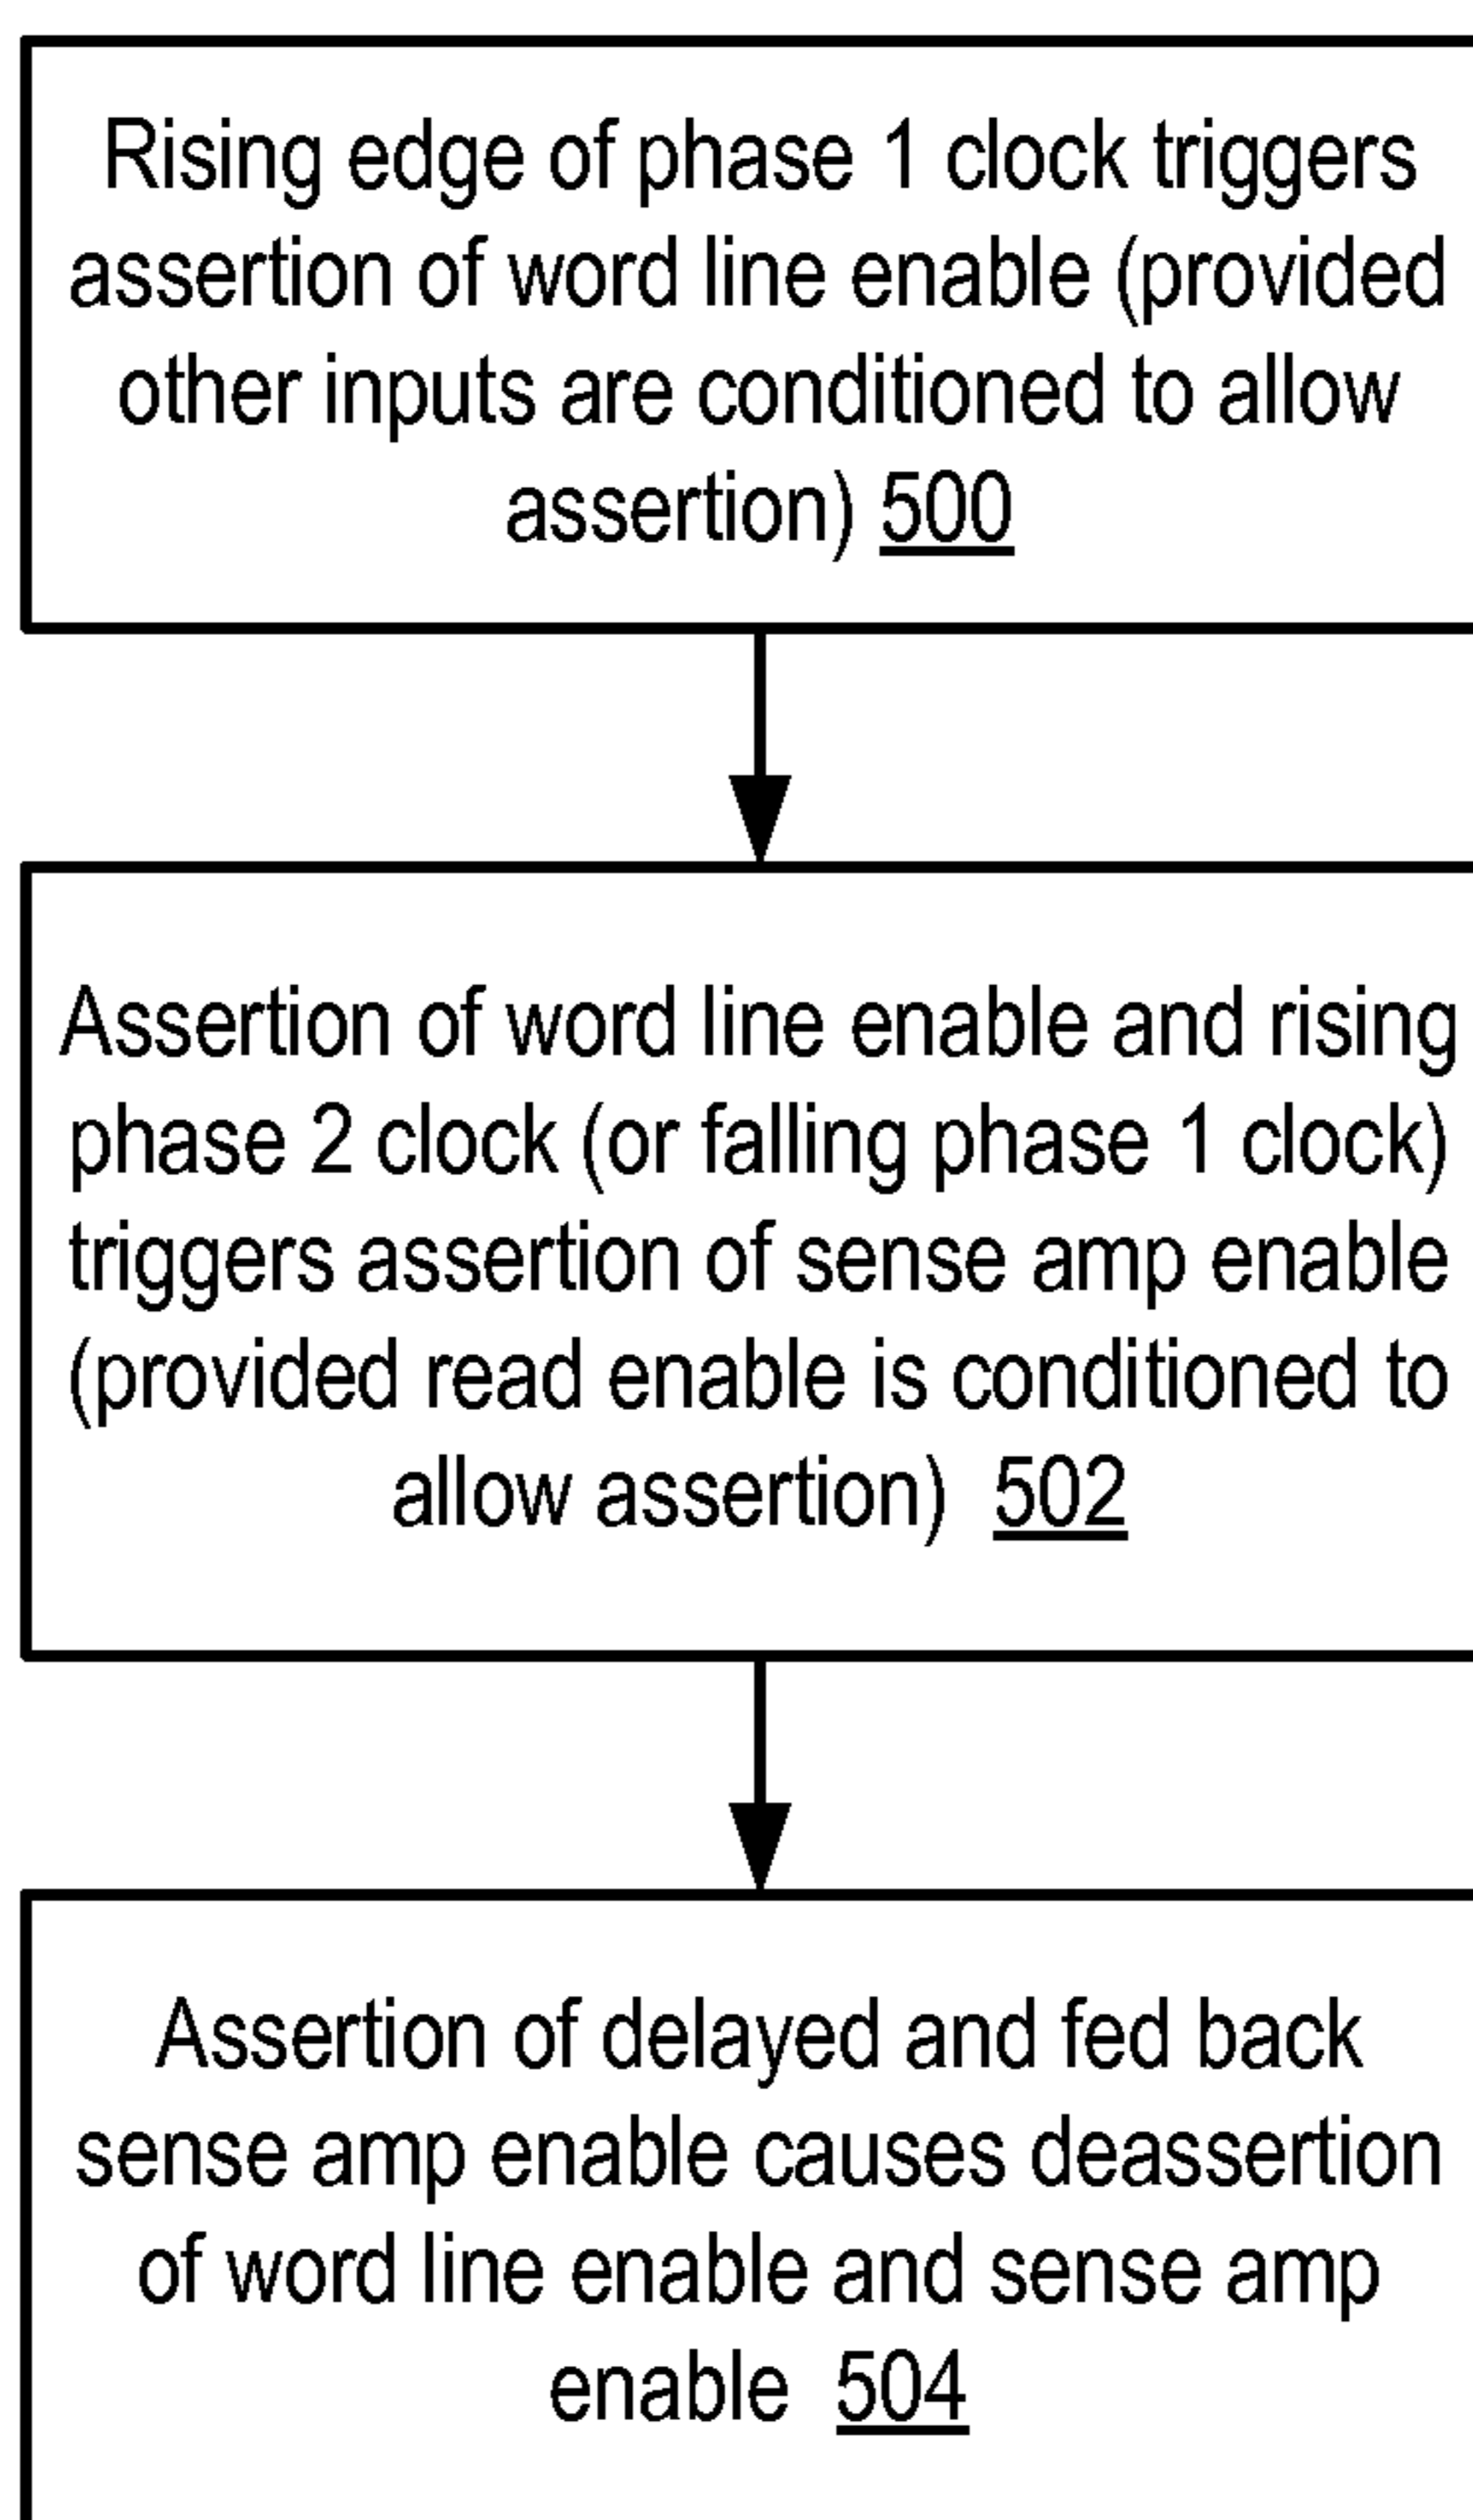 Rising edge of phase 1 clock triggers
assertion of word line enable (provided
other inputs are conditioned to allow
assertion) 500
Assertion of word line enable and rising
phase 2 clock (or falling phase 1 clock)
triggers assertion of sense amp enable
(provided read enable is conditioned to
allow assertion) 502
Assertion of delayed and fed back
sense amp enable causes deassertion
of word line enable and sense amp
enable 504